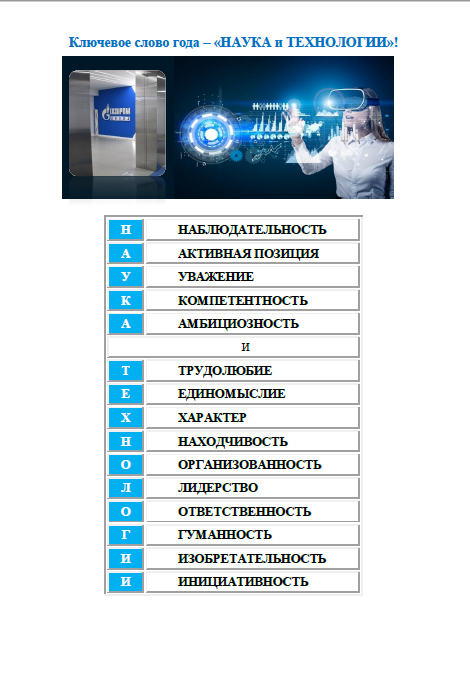 Ключевое слово года – «НАУКА и ТЕХНОЛОГИИ»!
ГАЗПРОМ
Н НАБЛЮДАТЕЛЬНОСТЬ
А АКТИВНАЯ ПОЗИЦИЯ
У УВАЖЕНИЕ
К КОМПЕТЕНТНОСТЬ
А АМБИЦИОЗНОСТЬ
И
Т ТРУДОЛЮБИЕ
Е ЕДИНОМЫСЛИЕ
Х ХАРАКТЕР
Н НАХОДЧИВОСТЬ
О ОРГАНИЗОВАННОСТЬ
Л ЛИДЕРСТВО
О ОТВЕТСТВЕННОСТЬ
Г ГУМАННОСТЬ
И ИЗОБРЕТАТЕЛЬНОСТЬ
И ИНИЦИАТИВНОСТЬ